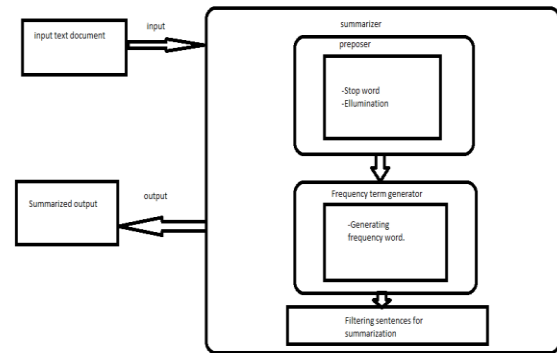 input text document
input
summarizer
preposer
-Stop word
-Ellumination
Frequency term generator
-Generating
frequency word.
Filtering sentences for
summarization
output
Summarized output